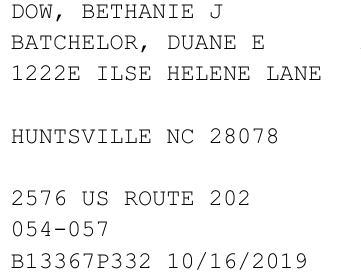 DOW, BETHANIE J
BATCHELOR, DUANE E
1222E ILSE HELENE LANE
HUNTSVILLE NC 28078
2576 US ROUTE 202
054-057
B13367P332 10/16/2019